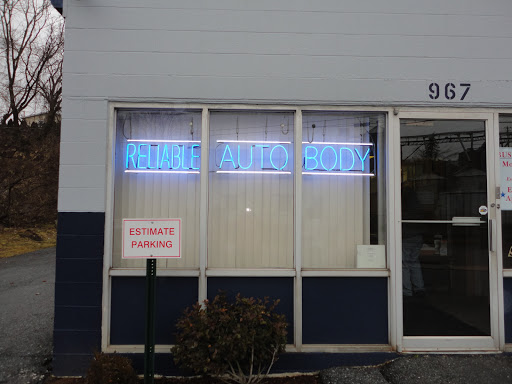 967
RELIABLE AUTO BODY
ESTIMATE
PARKING